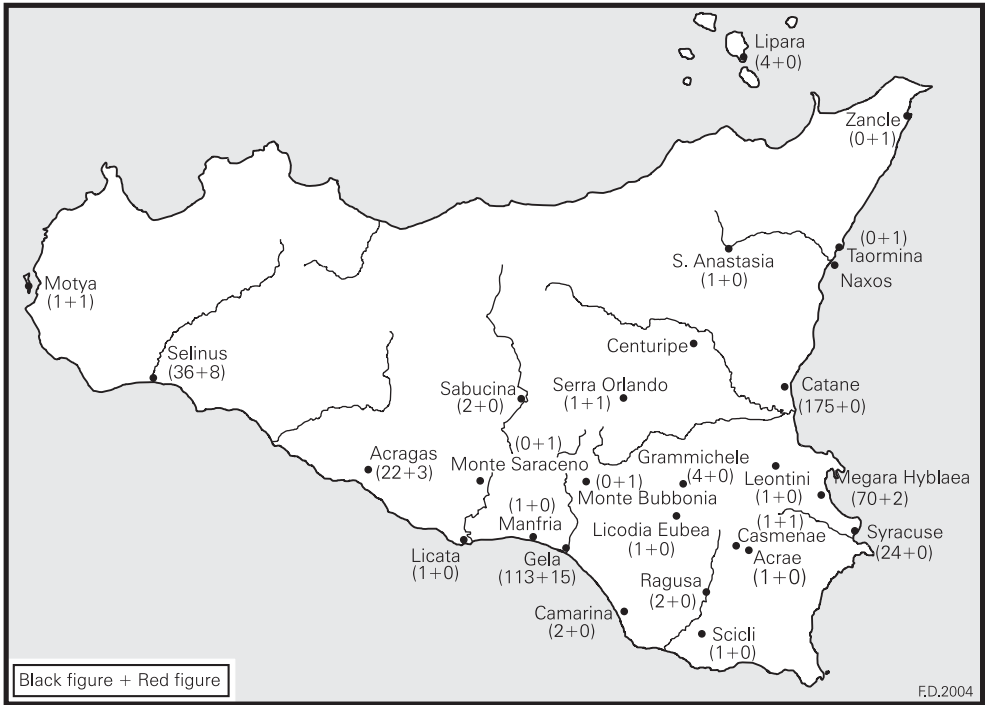 Lipara
(4+0)
Zancle
(0+1)
(0+1)
Taormina
Naxos
S. Anastasia
(1+0)
Motya
(1+1)
Selinus
(36+8)
Centuripe
Sabucina
(2+0)
Serra Orlando
(1+1)
Catane
(175+0)
Acragas
(22+3)
(0+1)
Monte Saraceno
(0+1)
Monte Bubbonia
Grammichele
(4+0)
Leontini
(1+0)
Megara Hyblaea
(70+2)
(1+0)
Manfria
Licodia Eubea
(1+0)
(1+1)
Casmenae
Acrae
(1+0)
Syracuse
(24+0)
Licata
(1+0)
Gela
(113+15)
Ragusa
(2+0)
Camarina
(2+0)
Scicli
(1+0)
Black figure + Red figure
F.D.2004